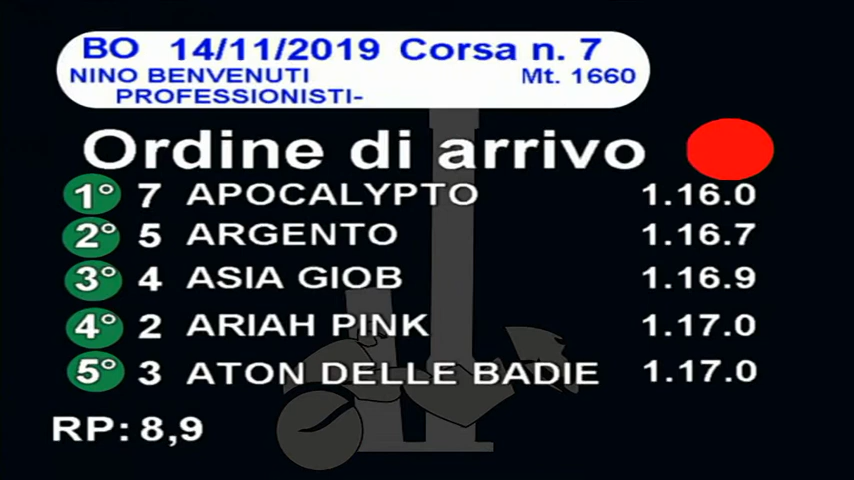 BO 14/11/2019 Corsa n. 7
NINO BENVENUTI Mt. 1660
PROFESSIONISTI-
Ordine di arrivo
1° 7 APOCALYPTO 1.16.0
2° 5 ARGENTO 1.16.7
3° 4 ASIA GIOB 1.16.9
4° 2 ARIAH PINK 1.17.0
5° 3 ATON DELLE BADIE 1.17.0
RP: 8,9